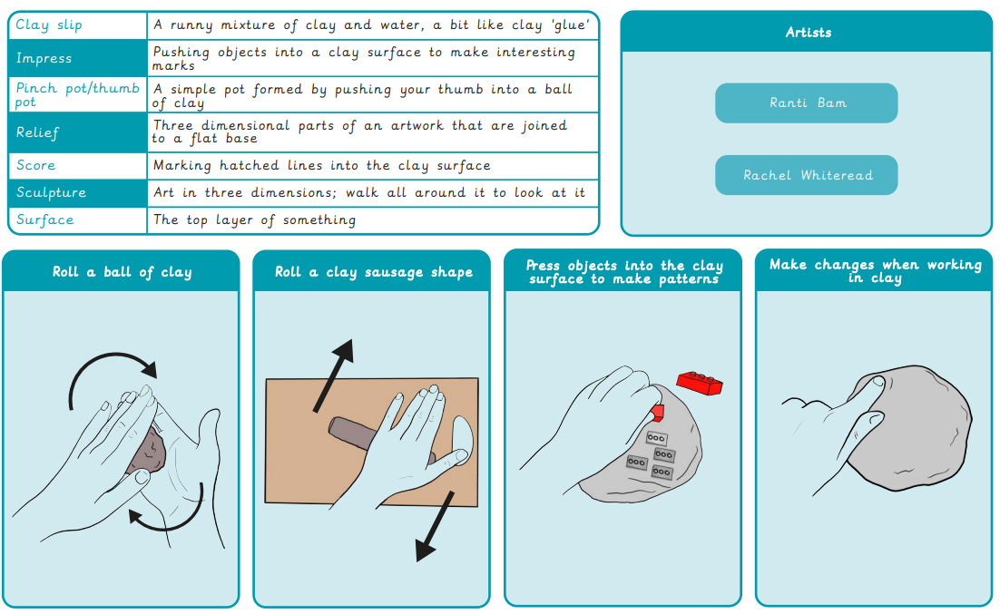 Clay slip
A runny mixture of clay and water, a bit like clay 'glue'
Impress
Pushing objects into a clay surface to make interesting
marks
Pinch pot/thumb
pot
A simple pot formed by pushing your thumb into a ball
of clay
Relief
Three dimensional parts of an artwork that are joined
to a flat base
Score
Marking hatched lines into the clay surface
Sculpture
Art in three dimensions; walk all around it to look at it
Surface
The top layer of something
Artists
Ranti Bam
Rachel Whiteread
Roll a ball of clay
Roll a clay sausage shape
Press objects into the clay
surface to make patterns
Make changes when working
in clay